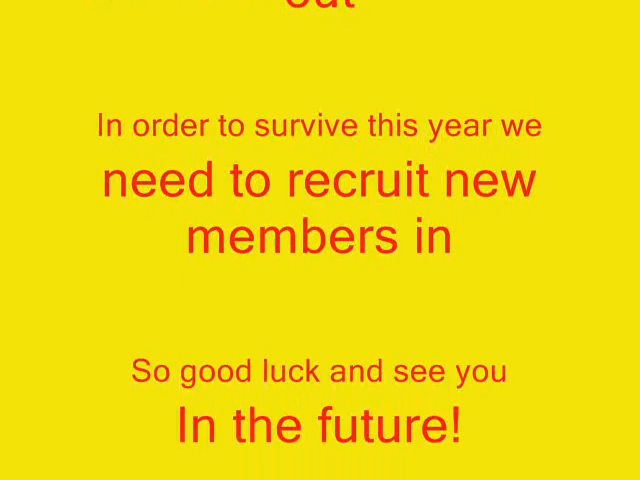 out
In order to survive this year we
need to recruit new
members in
So good luck and see you
In the future!